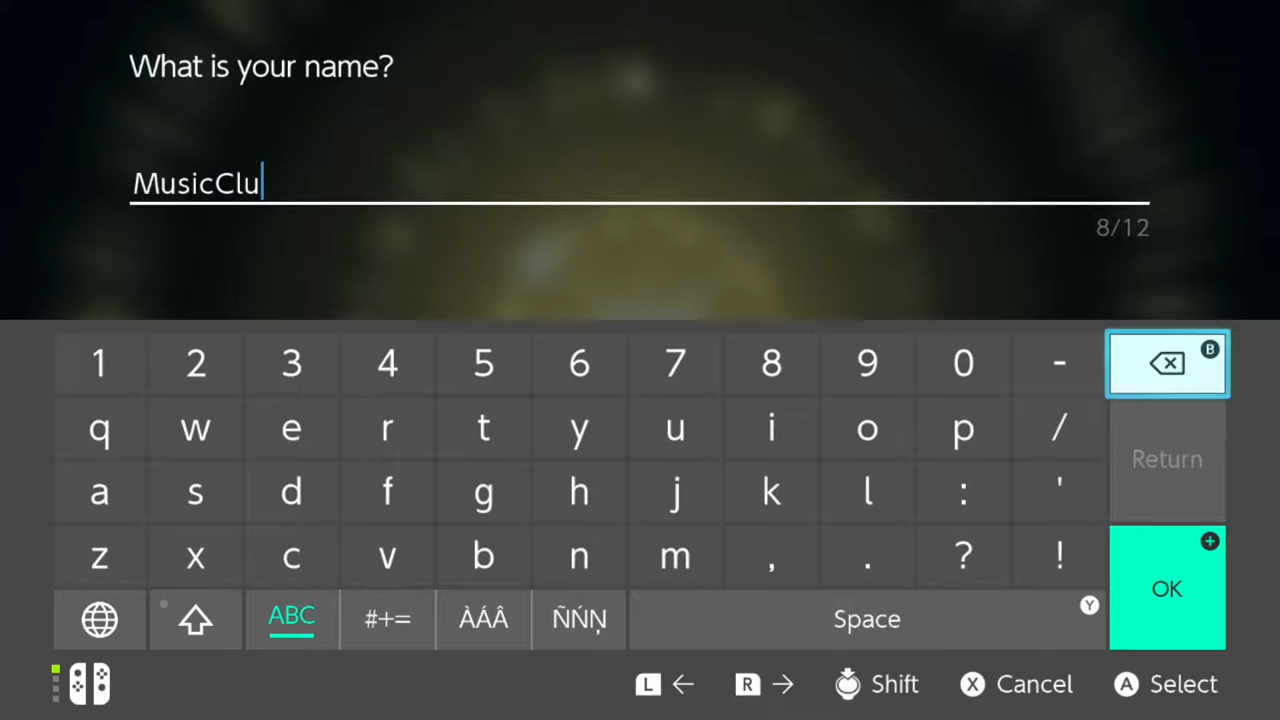 What is your name?
MusicClu
8/12
1 2 3 4 5 6 7 8 9 0 - B
q w e r t y u i o p /
Return
a s d f g h j k l : '
z x c v b n m , . ? ! +
OK
ABC #+= ÀÁÂ ÑŃŅ Space Y
L ← R → Shift X Cancel A Select